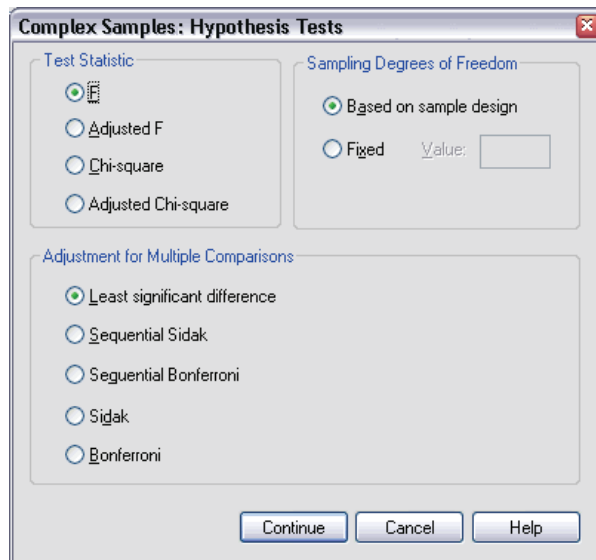 Complex Samples: Hypothesis Tests
Test Statistic
F
Adjusted F
Chi-square
Adjusted Chi-square
Sampling Degrees of Freedom
Based on sample design
Fixed Value:
Adjustment for Multiple Comparisons
Least significant difference
Sequential Sidak
Sequential Bonferroni
Sidak
Bonferroni
Continue Cancel Help